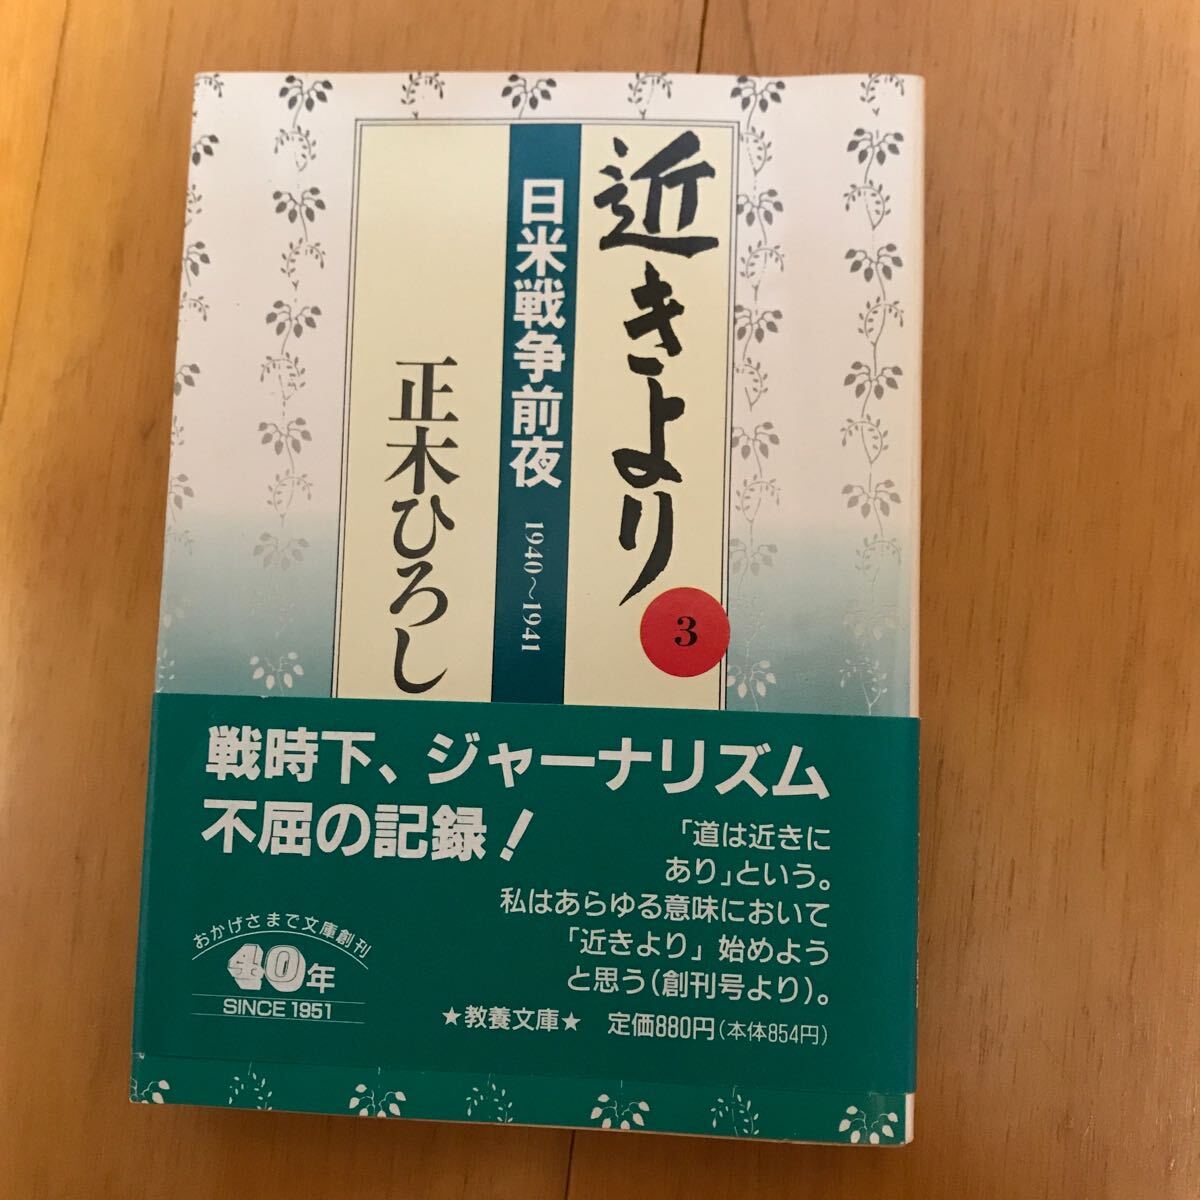 近きより
3
日米戦争前夜 1940～1941
正木ひろし
戦時下、ジャーナリズム
不屈の記録！
「道は近きに
あり」という。
私はあらゆる意味において
「近きより」始めよう
と思う（創刊号より）。
おかげさまで文庫創刊
40年
SINCE 1951
★教養文庫★ 定価880円（本体854円）